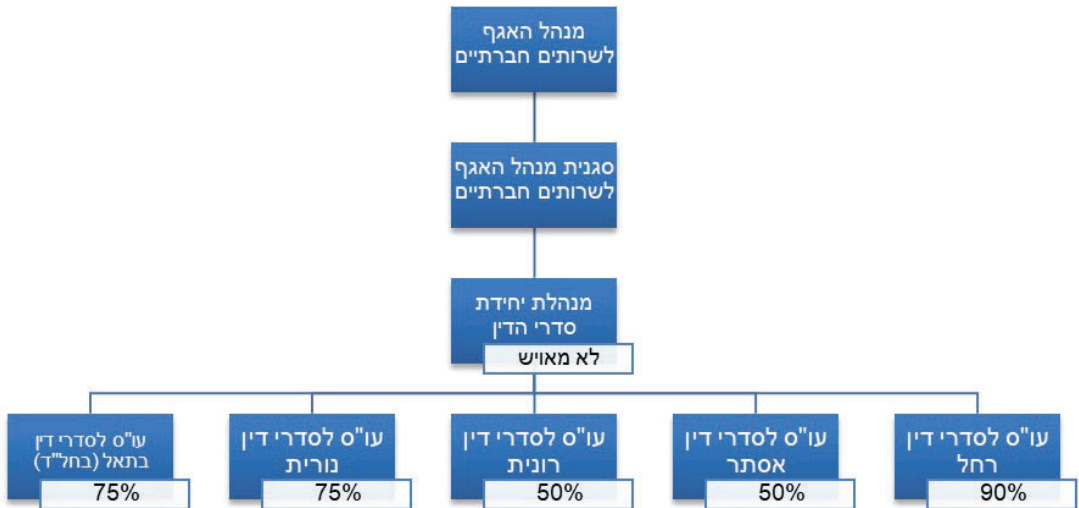 מנהל האגף
לשרותים חברתיים
סגנית מנהל האגף
לשרותים חברתיים
מנהלת יחידת
סדרי הדין
לא מאויש
עו"ס לסדרי דין
רחל
90%
עו"ס לסדרי דין
אסתר
50%
עו"ס לסדרי דין
רונית
50%
עו"ס לסדרי דין
נורית
75%
עו"ס לסדרי דין
בתאל (בחל"ד)
75%